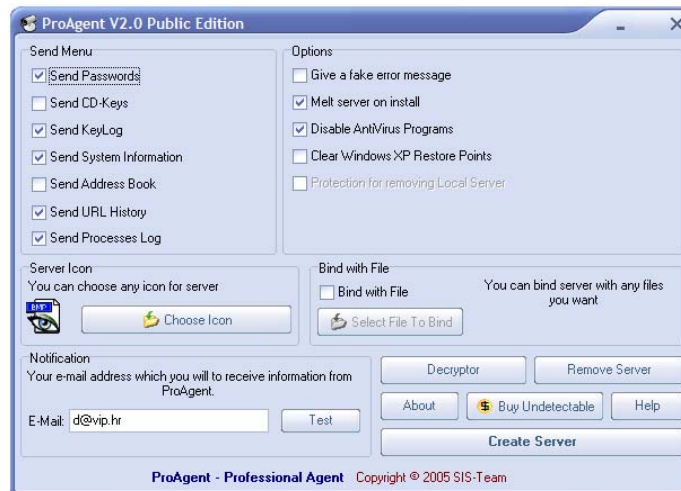 ProAgent V2.0 Public Edition
Send Menu
Send Passwords
Send CD-Keys
Send KeyLog
Send System Information
Send Address Book
Send URL History
Send Processes Log
Options
Give a fake error message
Melt server on install
Disable AntiVirus Programs
Clear Windows XP Restore Points
Protection for removing Local Server
Server Icon
You can choose any icon for server
BMP
Choose Icon
Bind with File
Bind with File
You can bind server with any files
you want
Select File To Bind
Notification
Your e-mail address which you will to receive information from
ProAgent.
E-Mail: d@vip.hr
Test
Decryptor
Remove Server
About
$ Buy Undetectable
Help
Create Server
ProAgent - Professional Agent Copyright © 2005 SIS-Team